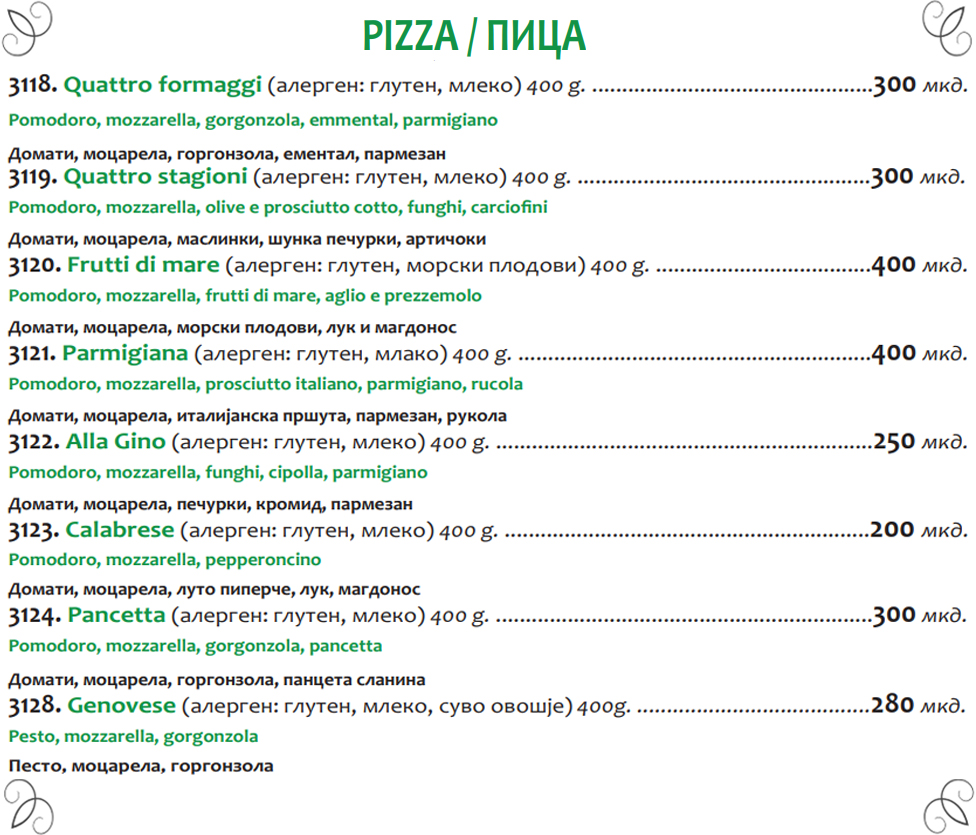 PIZZA / ПИЦА
3118. Quattro formaggi (алерген: глутен, млеко) 400 g. ...............................................300 мкд.
Pomodoro, mozzarella, gorgonzola, emmental, parmigiano
Домати, моцарела, горгонзола, ементал, пармезан
3119. Quattro stagioni (алерген: глутен, млеко) 400 g. .................................................300 мкд.
Pomodoro, mozzarella, olive e prosciutto cotto, funghi, carciofini
Домати, моцарела, маслинки, шунка печурки, артичоки
3120. Frutti di mare (алерген: глутен, морски плодови) 400 g. ....................................400 мкд.
Pomodoro, mozzarella, frutti di mare, aglio e prezzemolo
Домати, моцарела, морски плодови, лук и магдонос
3121. Parmigiana (алерген: глутен, млако) 400 g. ...........................................................400 мкд.
Pomodoro, mozzarella, prosciutto italiano, parmigiano, rucola
Домати, моцарела, италијанска пршута, пармезан, рукола
3122. Alla Gino (алерген: глутен, млеко) 400 g. ...............................................................250 мкд.
Pomodoro, mozzarella, funghi, cipolla, parmigiano
Домати, моцарела, печурки, кромид, пармезан
3123. Calabrese (алерген: глутен, млеко) 400 g. .............................................................200 мкд.
Pomodoro, mozzarella, pepperoncino
Домати, моцарела, луто пиперче, лук, магдонос
3124. Pancetta (алерген: глутен, млеко) 400 g. ...............................................................300 мкд.
Pomodoro, mozzarella, gorgonzola, pancetta
Домати, моцарела, горгонзола, панцета сланина
3128. Genovese (алерген: глутен, млеко, суво овошје) 400g. .......................................280 мкд.
Pesto, mozzarella, gorgonzola
Песто, моцарела, горгонзола